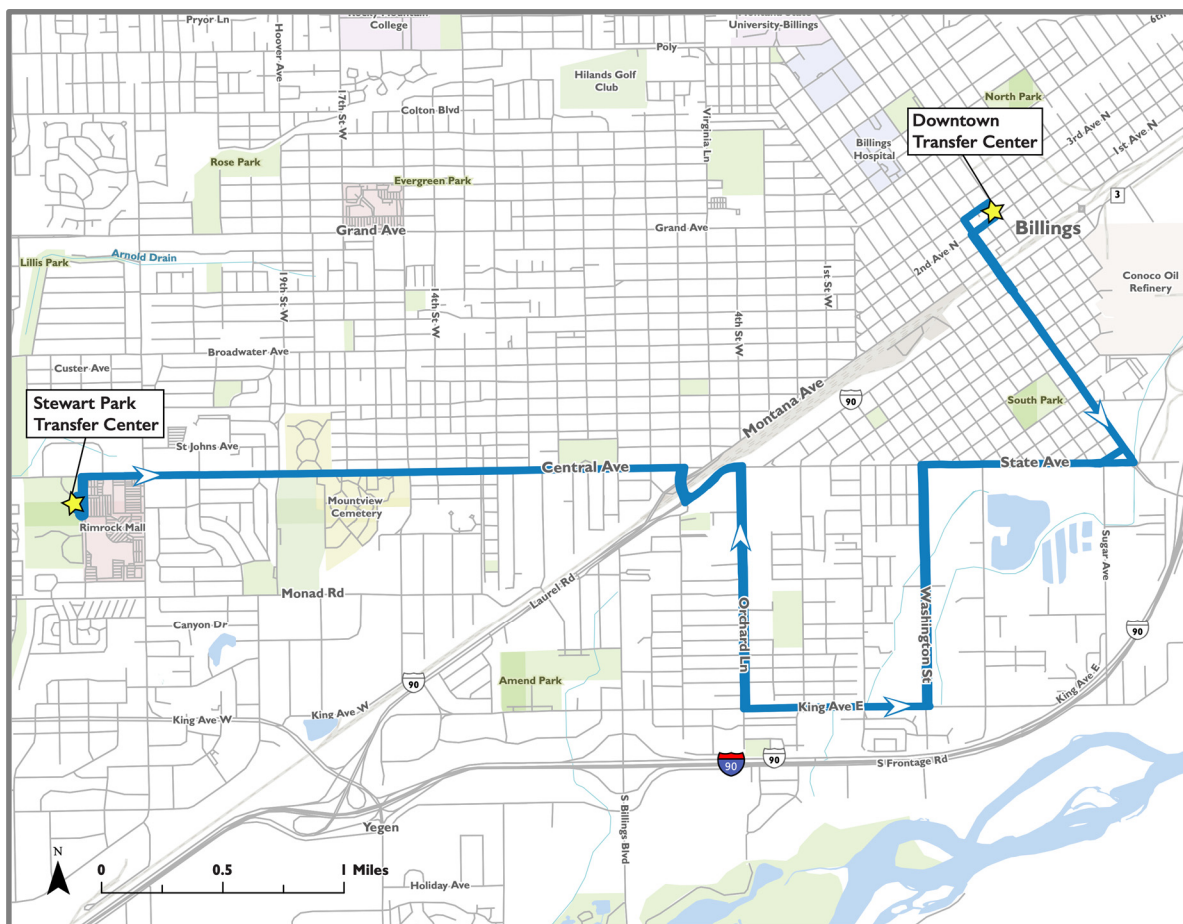 Pryor Ln
Rocky Mountain
College
Montana State
University-Billings
6th
Hoover Ave
Poly
Hilands Golf
Club
17th St W
Colton Blvd
Virginia Ln
North Park
Downtown
Transfer Center
3rd Ave N
1st Ave N
Billings
Hospital
Rose Park
Evergreen Park
3
Grand Ave
Grand Ave
Billings
2nd Ave N
Arnold Drain
Lillis Park
19th St W
14th St W
1st St W
4th St W
Conoco Oil
Refinery
Broadwater Ave
Custer Ave
Stewart Park
Transfer Center
Montana Ave
90
South Park
St Johns Ave
Central Ave
State Ave
Mountview
Cemetery
Rimrock Mall
Sugar Ave
Laurel Rd
Monad Rd
Orchard Ln
Washington St
Canyon Dr
90
Amend Park
90
King Ave E
King Ave W
King Ave W
King Ave E
90
90
S Frontage Rd
S Billings Blvd
Yegen
N
0
0.5
1 Miles
Holiday Ave